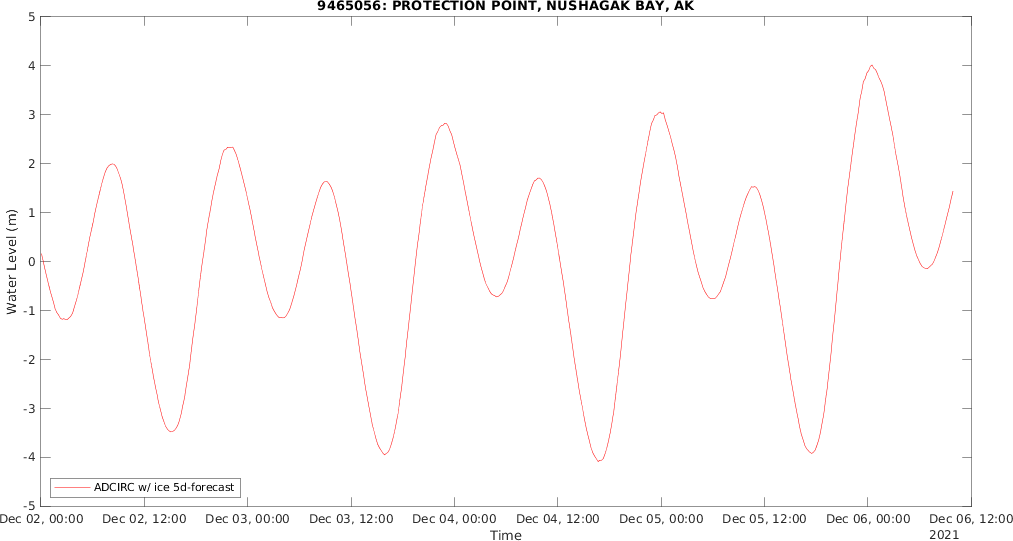 9465056: PROTECTION POINT, NUSHAGAK BAY, AK
5
4
3
2
1
0
-1
-2
-3
-4
-5
Water Level (m)
ADCIRC w/ ice 5d-forecast
Dec 02, 00:00 Dec 02, 12:00 Dec 03, 00:00 Dec 03, 12:00 Dec 04, 00:00 Dec 04, 12:00 Dec 05, 00:00 Dec 05, 12:00 Dec 06, 00:00 Dec 06, 12:00
Time
2021